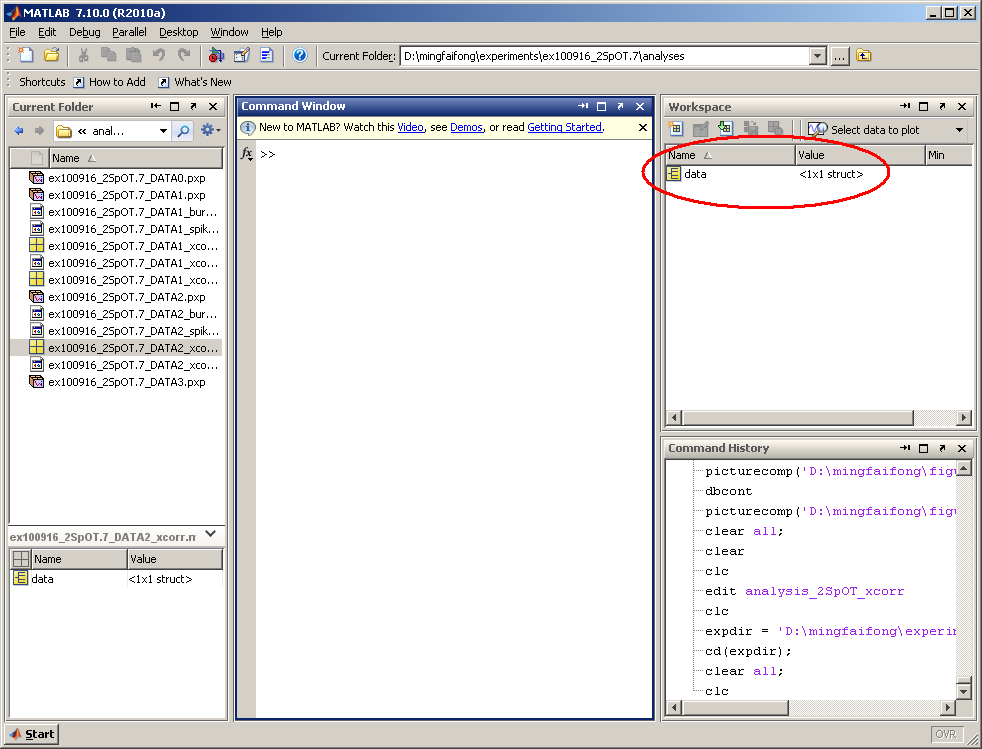 MATLAB 7.10.0 (R2010a)
File Edit Debug Parallel Desktop Window Help
Current Folder: D:\mingfaifong\experiments\ex100916_2SpOT.7\analyses ...
Shortcuts How to Add What's New
Current Folder
« anal...
Name
ex100916_2SpOT.7_DATA0.pxp
ex100916_2SpOT.7_DATA1.pxp
ex100916_2SpOT.7_DATA1_bur...
ex100916_2SpOT.7_DATA1_spik...
ex100916_2SpOT.7_DATA1_xco...
ex100916_2SpOT.7_DATA1_xco...
ex100916_2SpOT.7_DATA1_xco...
ex100916_2SpOT.7_DATA2.pxp
ex100916_2SpOT.7_DATA2_bur...
ex100916_2SpOT.7_DATA2_spik...
ex100916_2SpOT.7_DATA2_xco...
ex100916_2SpOT.7_DATA2_xco...
ex100916_2SpOT.7_DATA3.pxp
ex100916_2SpOT.7_DATA2_xcorr.m
Name Value
data <1x1 struct>
Command Window
New to MATLAB? Watch this Video, see Demos, or read Getting Started.
fx >>
Workspace
Select data to plot
Name Value Min
data <1x1 struct>
Command History
picturecomp('D:\mingfaifong\figu
dbcont
picturecomp('D:\mingfaifong\figu
clear all;
clear
clc
edit analysis_2SpOT_xcorr
clc
expdir = 'D:\mingfaifong\experim
cd(expdir);
clear all;
clc
Start
OVR